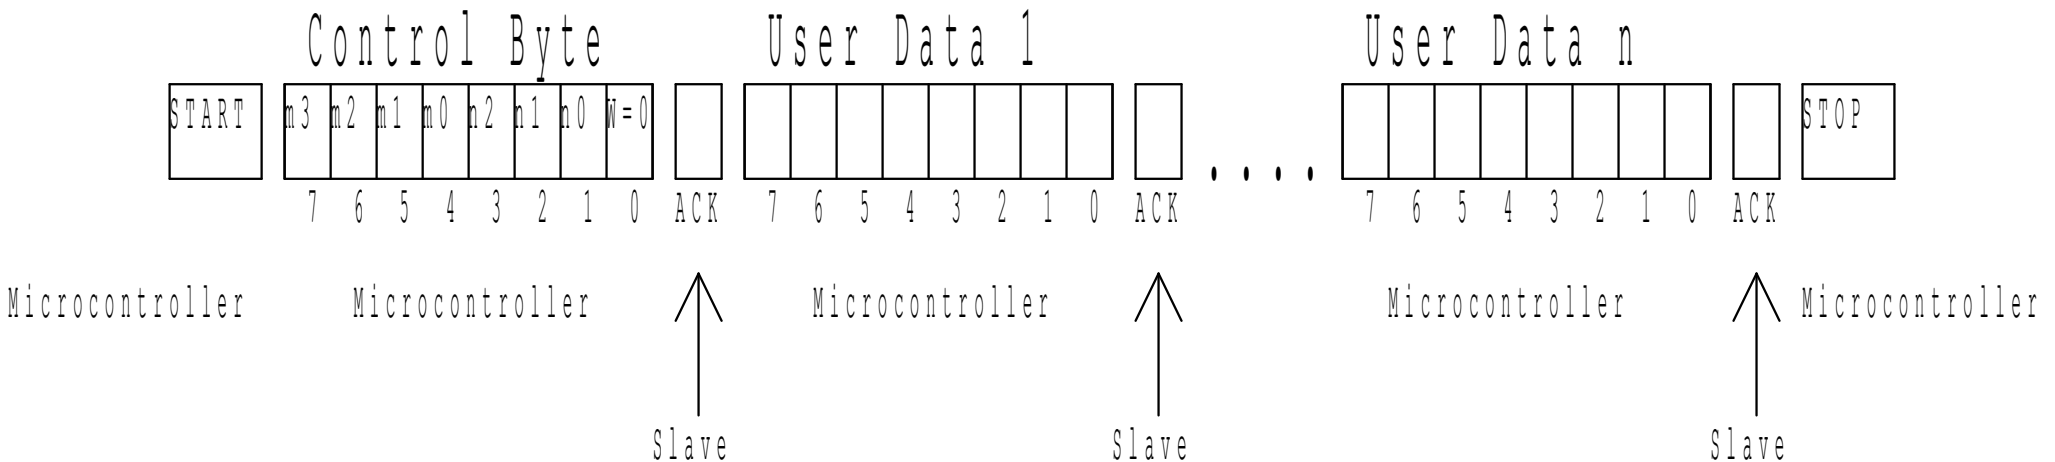 Control Byte User Data 1 User Data n
START m3 m2 m1 m0 n2 n1 n0 W=0 STOP
7 6 5 4 3 2 1 0 ACK 7 6 5 4 3 2 1 0 ACK 7 6 5 4 3 2 1 0 ACK
Microcontroller Microcontroller Microcontroller Microcontroller Microcontroller
Slave Slave Slave